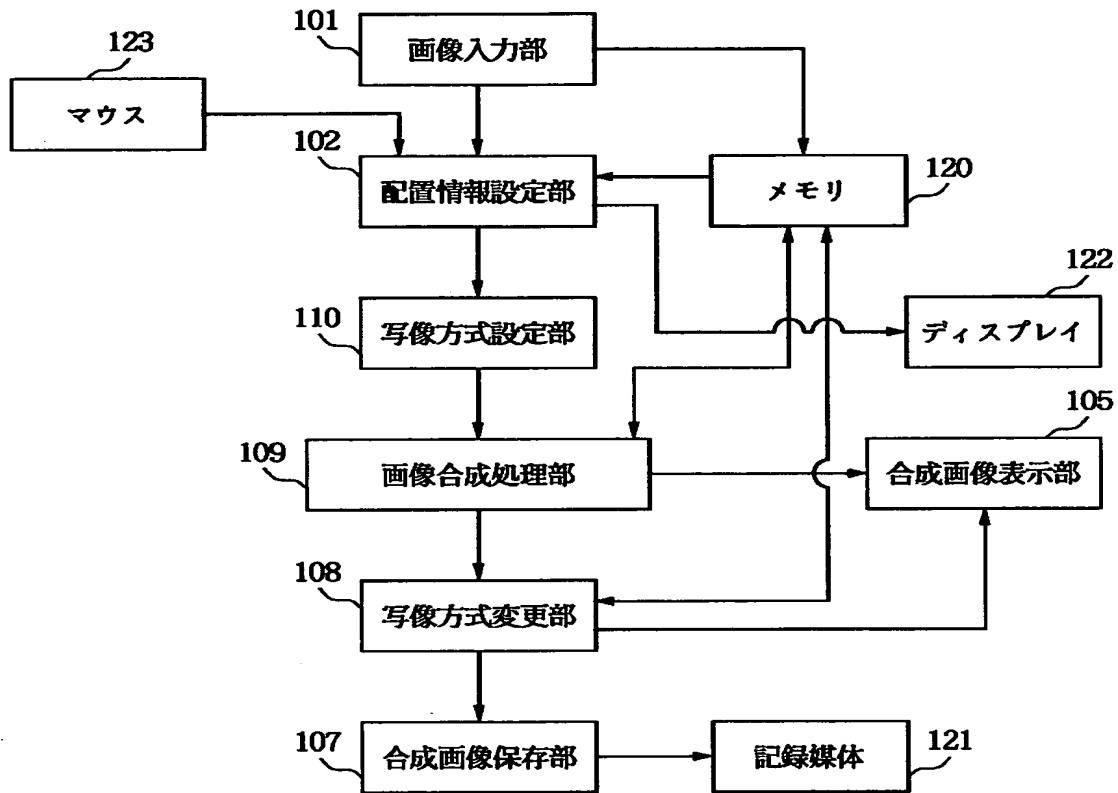 101
画像入力部
123
マウス
102
配置情報設定部
メモリ
120
122
ディスプレイ
110
写像方式設定部
105
合成画像表示部
109
画像合成処理部
108
写像方式変更部
107
合成画像保存部
記録媒体
121